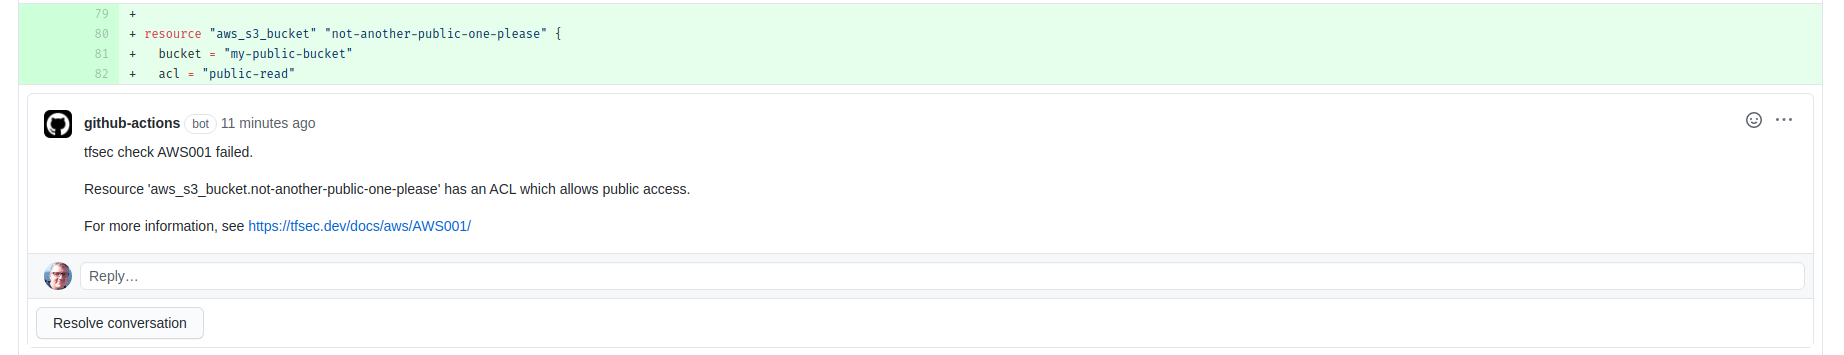 79 +
80 + resource "aws_s3_bucket" "not-another-public-one-please" {
81 + bucket = "my-public-bucket"
82 + acl = "public-read"
github-actions bot 11 minutes ago
tfsec check AWS001 failed.
Resource 'aws_s3_bucket.not-another-public-one-please' has an ACL which allows public access.
For more information, see https://tfsec.dev/docs/aws/AWS001/
Reply…
Resolve conversation